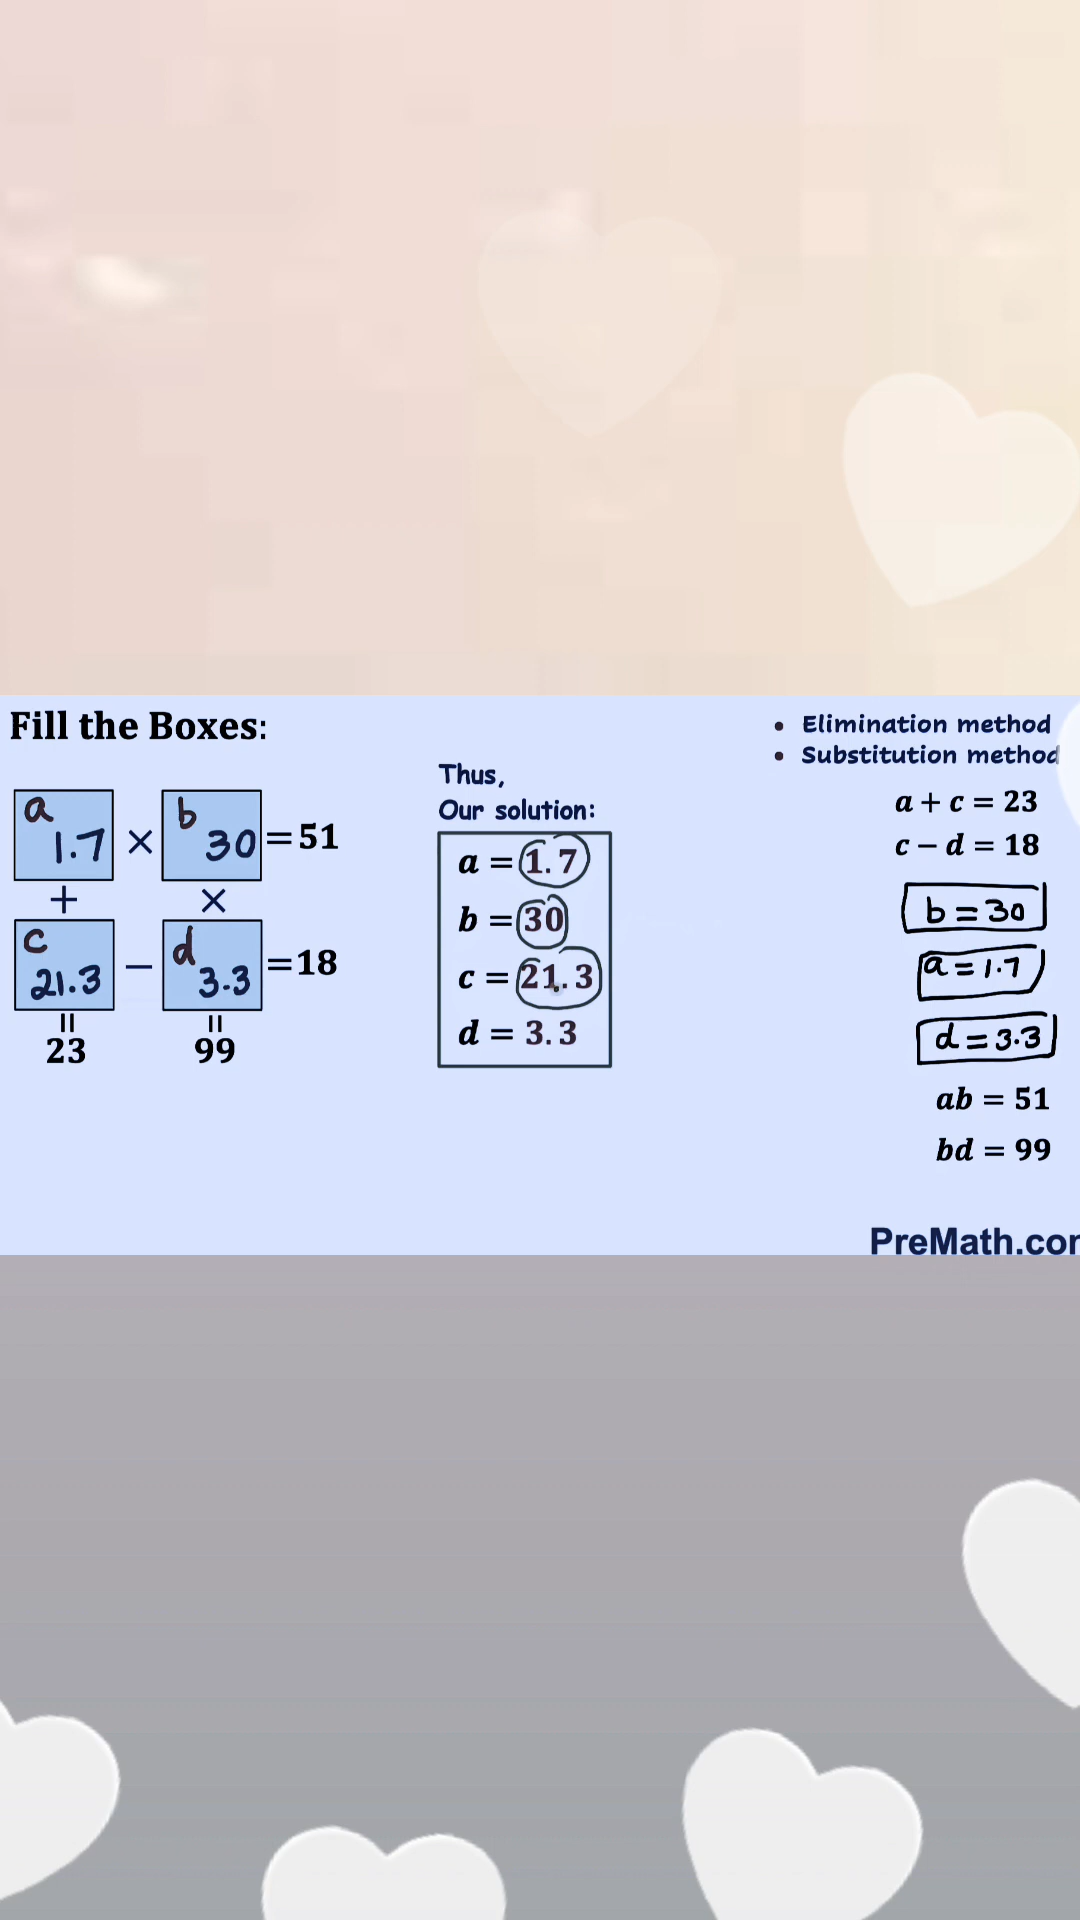 Fill the Boxes:
a 1.7 × b 30 = 51
+ ×
c 21.3 − d 3.3 = 18
= =
23 99
Thus,
Our solution:
a = 1.7
b = 30
c = 21.3
d = 3.3
• Elimination method
• Substitution method
a + c = 23
c − d = 18
b = 30
a = 1.7
d = 3.3
ab = 51
bd = 99
PreMath.cor